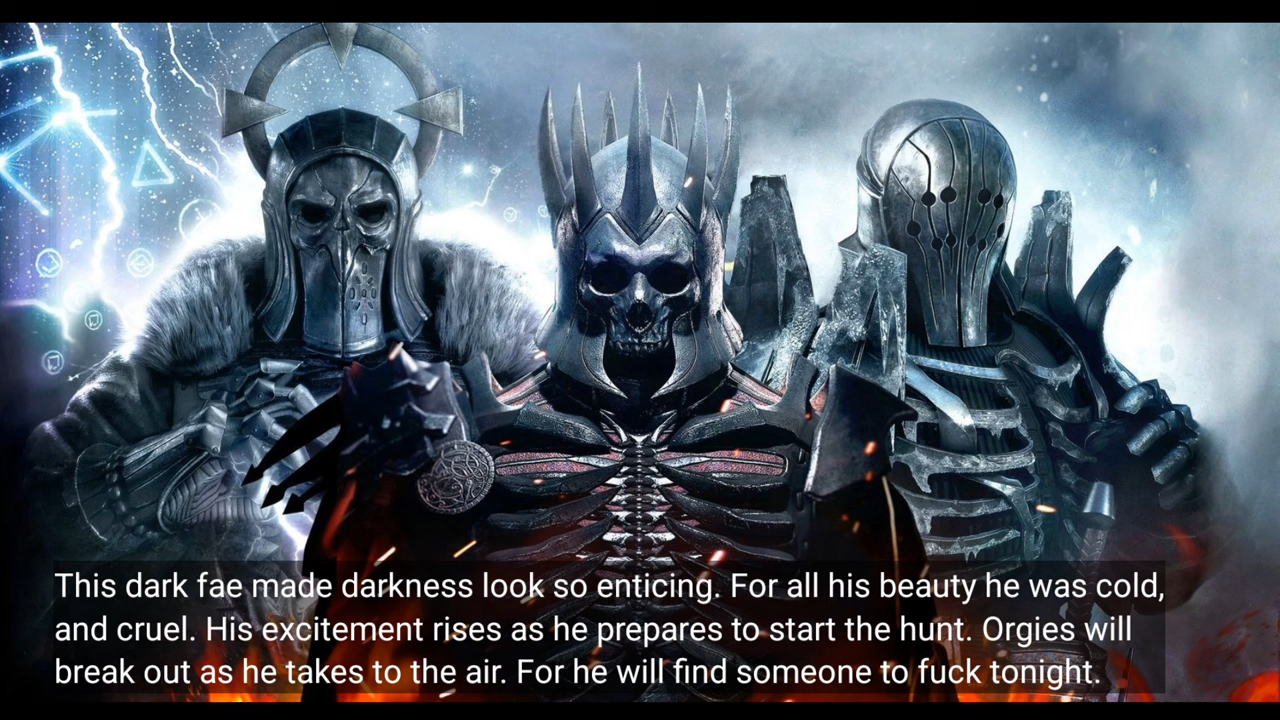 This dark fae made darkness look so enticing. For all his beauty he was cold,
and cruel. His excitement rises as he prepares to start the hunt. Orgies will
break out as he takes to the air. For he will find someone to fuck tonight.